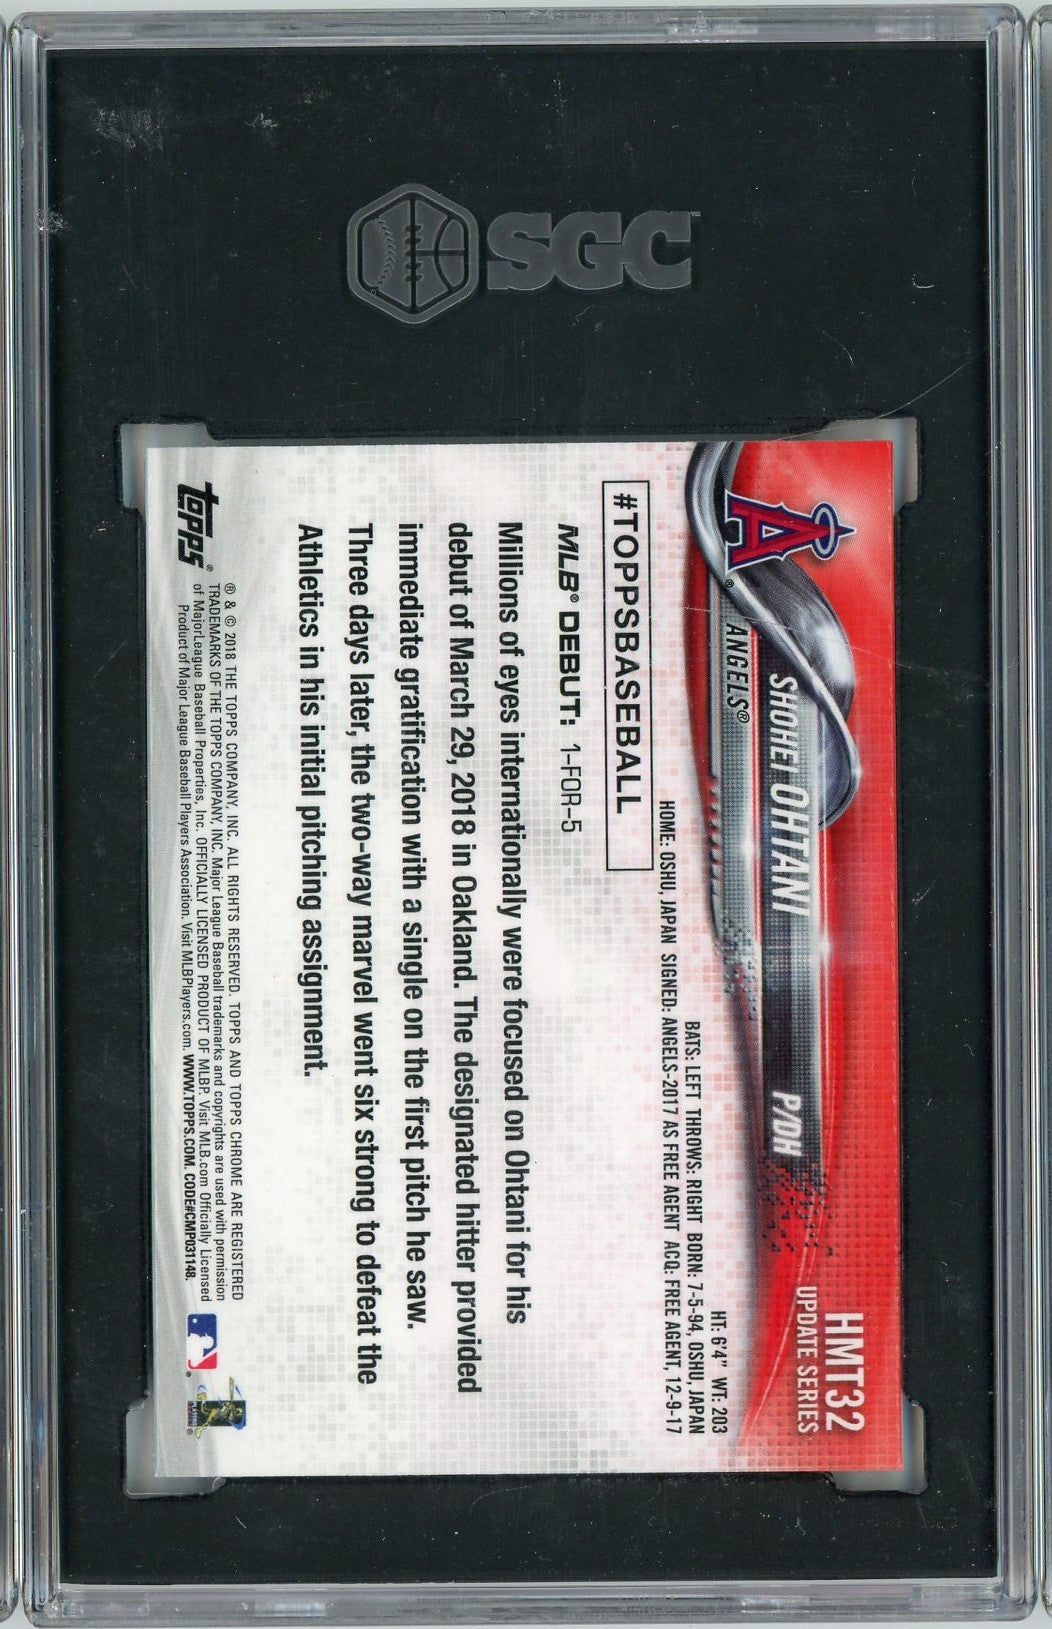 SGC
HMT32
UPDATE SERIES
SHOHEI OHTANI P/DH
ANGELS®
HT: 6'4" WT: 203
BATS: LEFT THROWS: RIGHT BORN: 7-5-94, OSHU, JAPAN
HOME: OSHU, JAPAN SIGNED: ANGELS-2017 AS FREE AGENT ACQ: FREE AGENT, 12-9-17
#TOPPSBASEBALL
MLB® DEBUT: 1-FOR-5
Millions of eyes internationally were focused on Ohtani for his
debut of March 29, 2018 in Oakland. The designated hitter provided
immediate gratification with a single on the first pitch he saw.
Three days later, the two-way marvel went six strong to defeat the
Athletics in his initial pitching assignment.
topps®
® & © 2018 THE TOPPS COMPANY, INC. ALL RIGHTS RESERVED. TOPPS AND TOPPS CHROME ARE REGISTERED
TRADEMARKS OF THE TOPPS COMPANY, INC. Major League Baseball trademarks and copyrights are used with permission
of Major League Baseball Properties, Inc. OFFICIALLY LICENSED PRODUCT OF MLBP. Visit MLB.com Officially Licensed
Product of Major League Baseball Players Association. Visit MLBPlayers.com. WWW.TOPPS.COM. CODE#CMP031148.